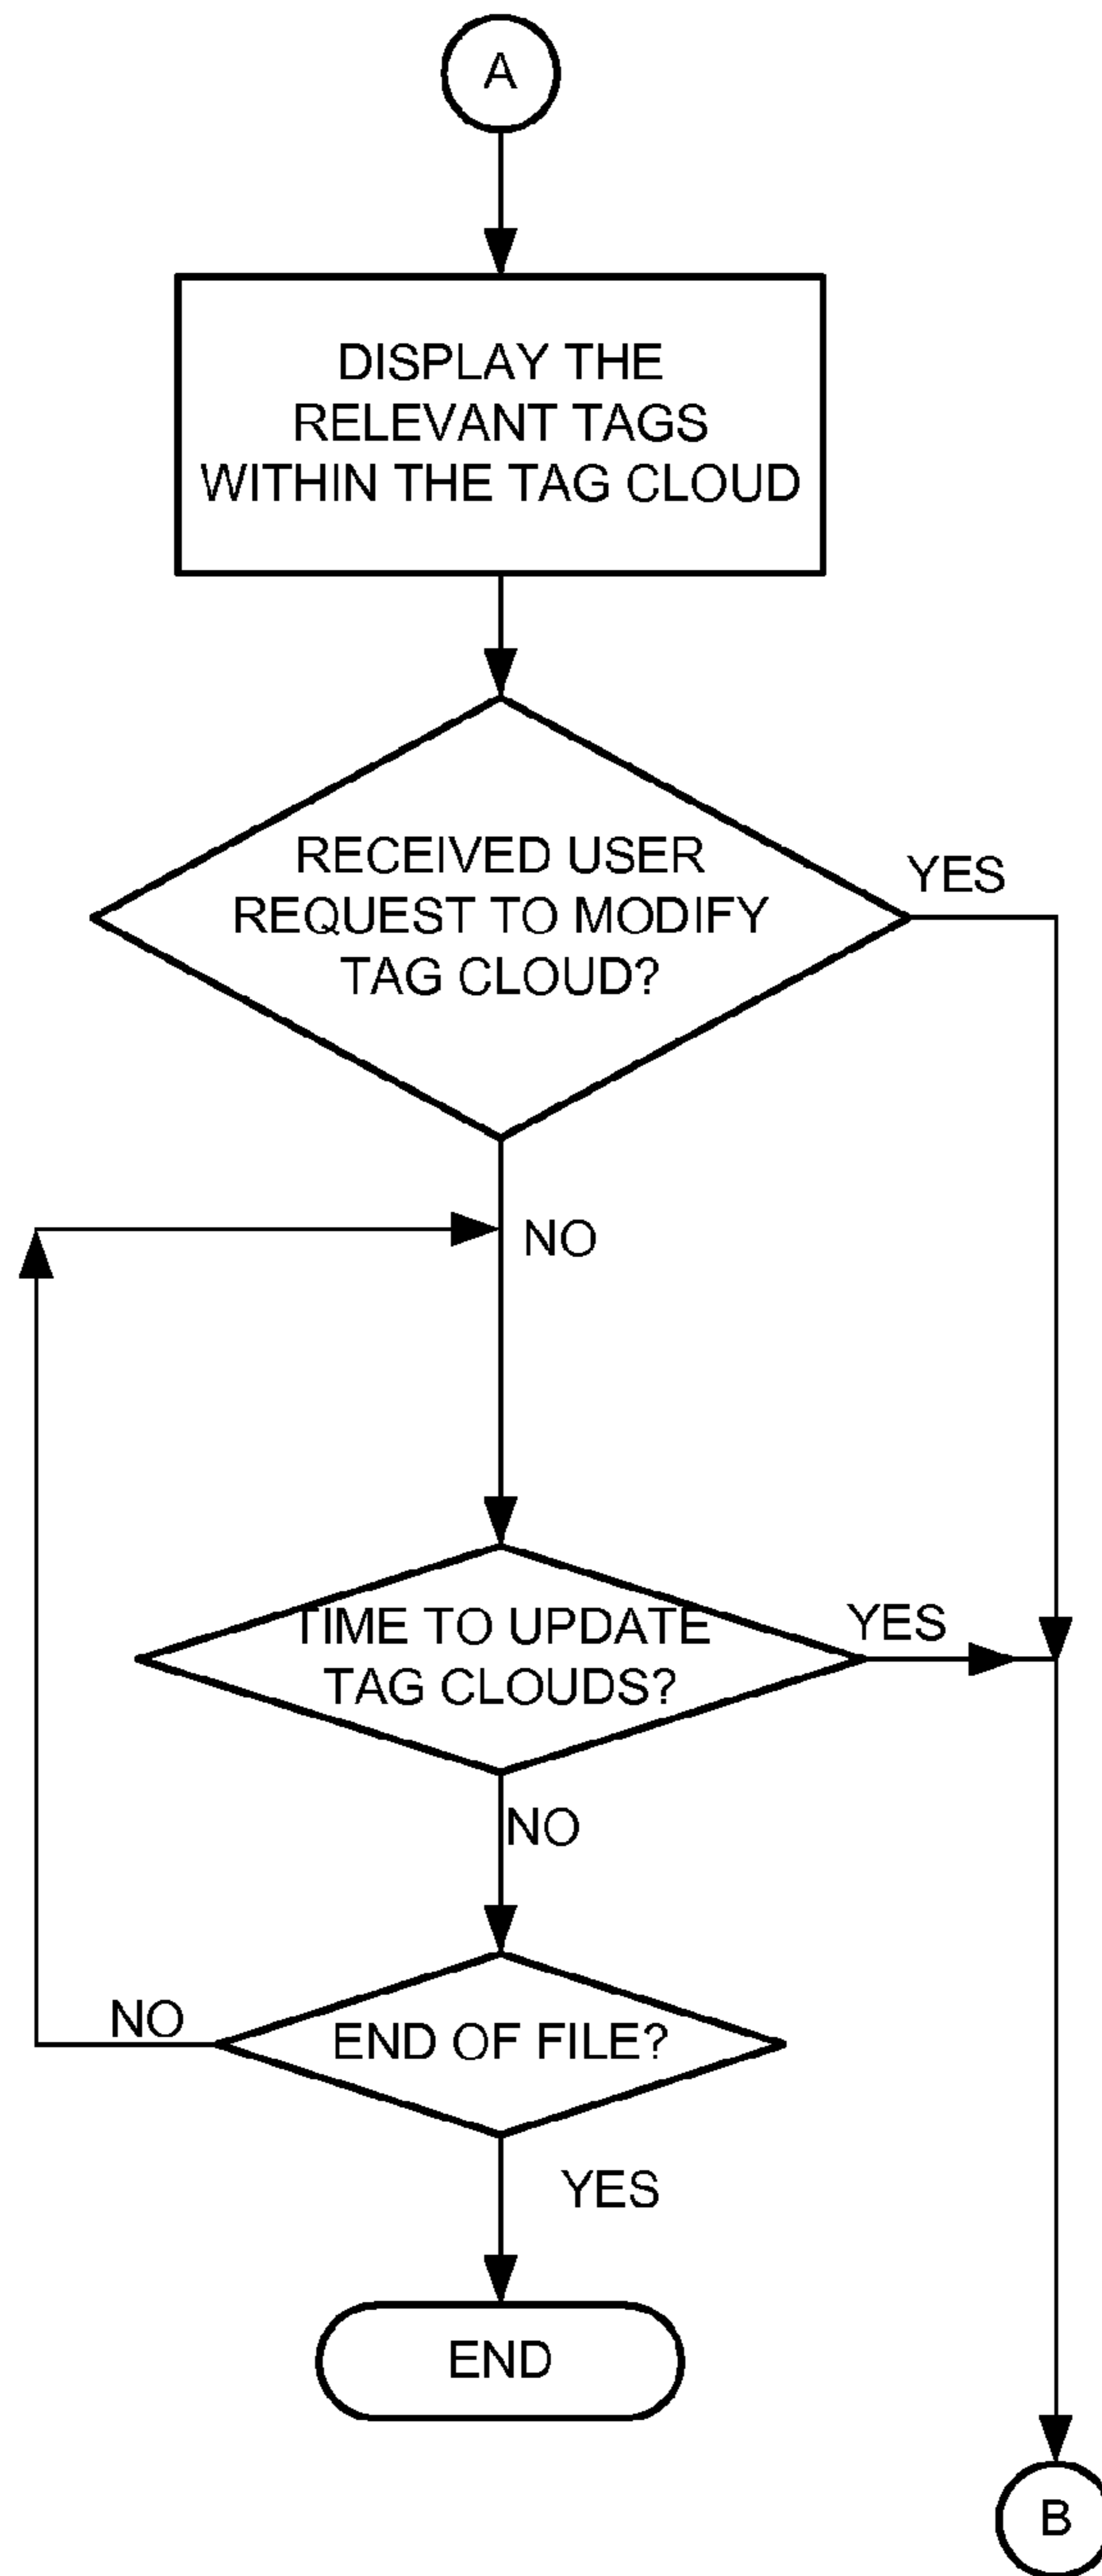 A
DISPLAY THE
RELEVANT TAGS
WITHIN THE TAG CLOUD
RECEIVED USER
REQUEST TO MODIFY
TAG CLOUD?
YES
NO
TIME TO UPDATE
TAG CLOUDS?
YES
NO
END OF FILE?
NO
YES
END
B